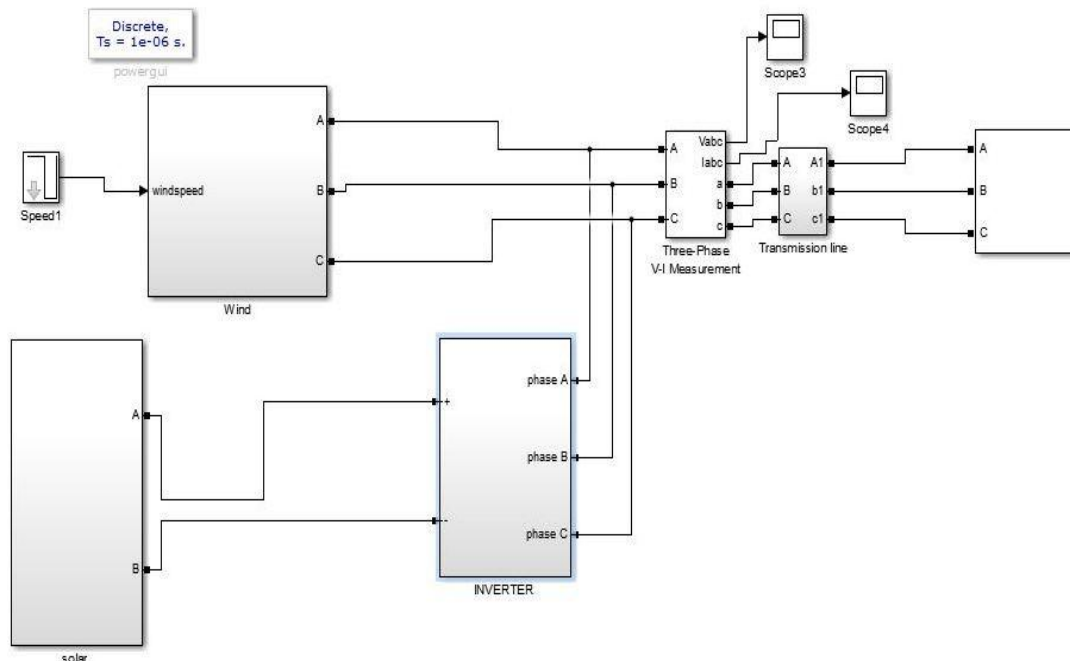 Discrete,
Ts = 1e-06 s.
powergui
Scope3
Scope4
Speed1
windspeed
A
B
C
Wind
A
B
C
Vabc
Iabc
a
b
c
Three-Phase
V-I Measurement
A
B
C
A1
b1
c1
Transmission line
A
B
C
A
B
solar
+
-
phase A
phase B
phase C
INVERTER